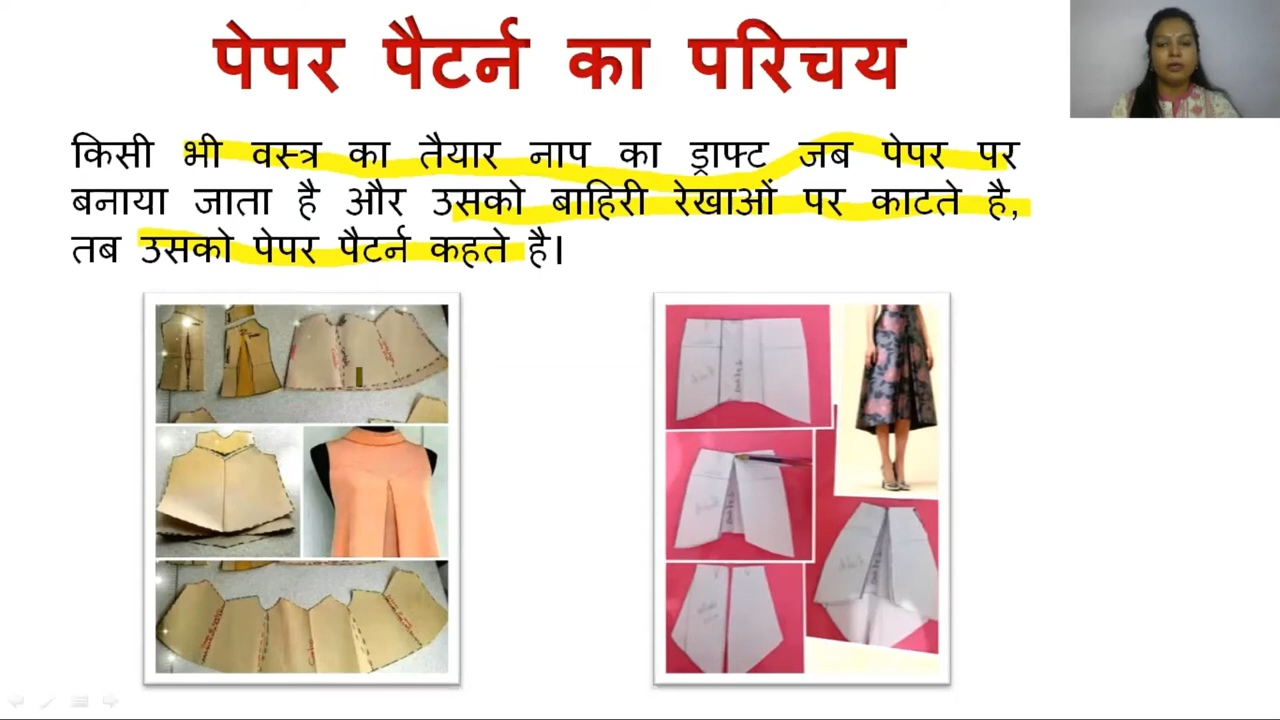 पेपर पैटर्न का परिचय
किसी भी वस्त्र का तैयार नाप का ड्राफ्ट जब पेपर पर
बनाया जाता है और उसको बाहिरी रेखाओं पर काटते है,
तब उसको पेपर पैटर्न कहते है।